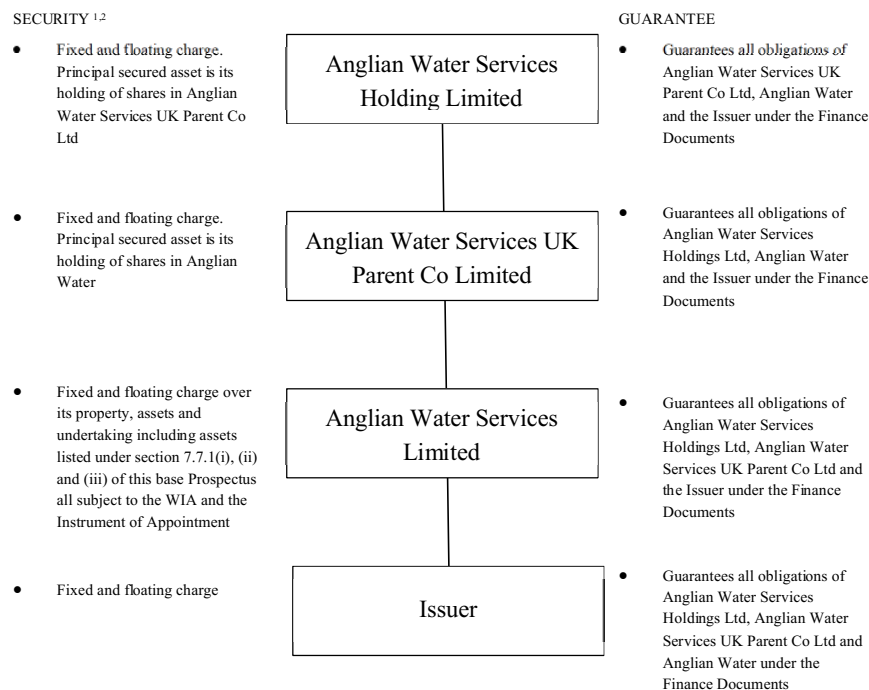 SECURITY 1,2
GUARANTEE
• Fixed and floating charge.
Principal secured asset is its
holding of shares in Anglian
Water Services UK Parent Co
Ltd
Anglian Water Services
Holding Limited
• Guarantees all obligations of
Anglian Water Services UK
Parent Co Ltd, Anglian Water
and the Issuer under the Finance
Documents
• Fixed and floating charge.
Principal secured asset is its
holding of shares in Anglian
Water
Anglian Water Services UK
Parent Co Limited
• Guarantees all obligations of
Anglian Water Services
Holdings Ltd, Anglian Water
and the Issuer under the Finance
Documents
• Fixed and floating charge over
its property, assets and
undertaking including assets
listed under section 7.7.1(i), (ii)
and (iii) of this base Prospectus
all subject to the WIA and the
Instrument of Appointment
Anglian Water Services
Limited
• Guarantees all obligations of
Anglian Water Services
Holdings Ltd, Anglian Water
Services UK Parent Co Ltd and
the Issuer under the Finance
Documents
• Fixed and floating charge
Issuer
• Guarantees all obligations of
Anglian Water Services
Holdings Ltd, Anglian Water
Services UK Parent Co Ltd and
Anglian Water under the
Finance Documents